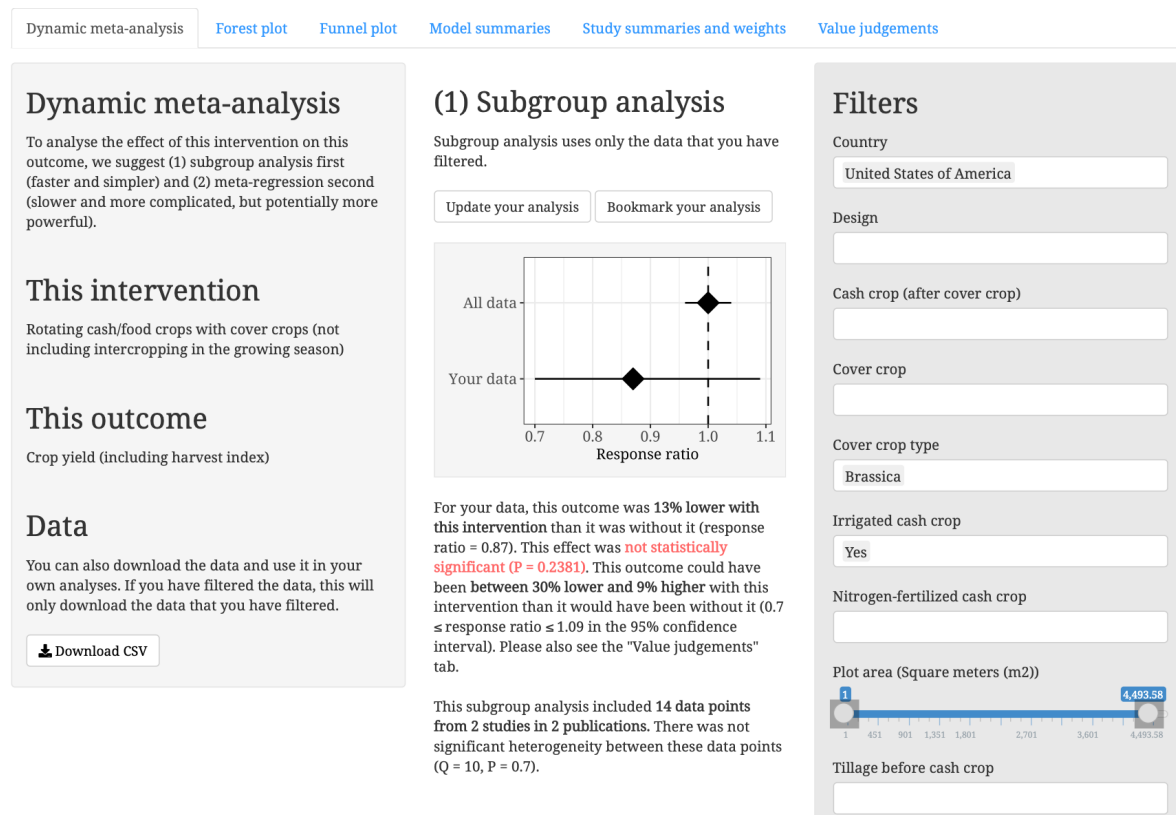 Dynamic meta-analysis Forest plot Funnel plot Model summaries Study summaries and weights Value judgements
Dynamic meta-analysis
To analyse the effect of this intervention on this
outcome, we suggest (1) subgroup analysis first
(faster and simpler) and (2) meta-regression second
(slower and more complicated, but potentially more
powerful).
This intervention
Rotating cash/food crops with cover crops (not
including intercropping in the growing season)
This outcome
Crop yield (including harvest index)
Data
You can also download the data and use it in your
own analyses. If you have filtered the data, this will
only download the data that you have filtered.
Download CSV
(1) Subgroup analysis
Subgroup analysis uses only the data that you have
filtered.
Update your analysis Bookmark your analysis
All data
Your data
0.7 0.8 0.9 1.0 1.1
Response ratio
For your data, this outcome was 13% lower with
this intervention than it was without it (response
ratio = 0.87). This effect was not statistically
significant (P = 0.2381). This outcome could have
been between 30% lower and 9% higher with this
intervention than it would have been without it (0.7
≤ response ratio ≤ 1.09 in the 95% confidence
interval). Please also see the "Value judgements"
tab.
This subgroup analysis included 14 data points
from 2 studies in 2 publications. There was not
significant heterogeneity between these data points
(Q = 10, P = 0.7).
Filters
Country
United States of America
Design
Cash crop (after cover crop)
Cover crop
Cover crop type
Brassica
Irrigated cash crop
Yes
Nitrogen-fertilized cash crop
Plot area (Square meters (m2))
1 4,493.58
1 451 901 1,351 1,801 2,701 3,601 4,493.58
Tillage before cash crop